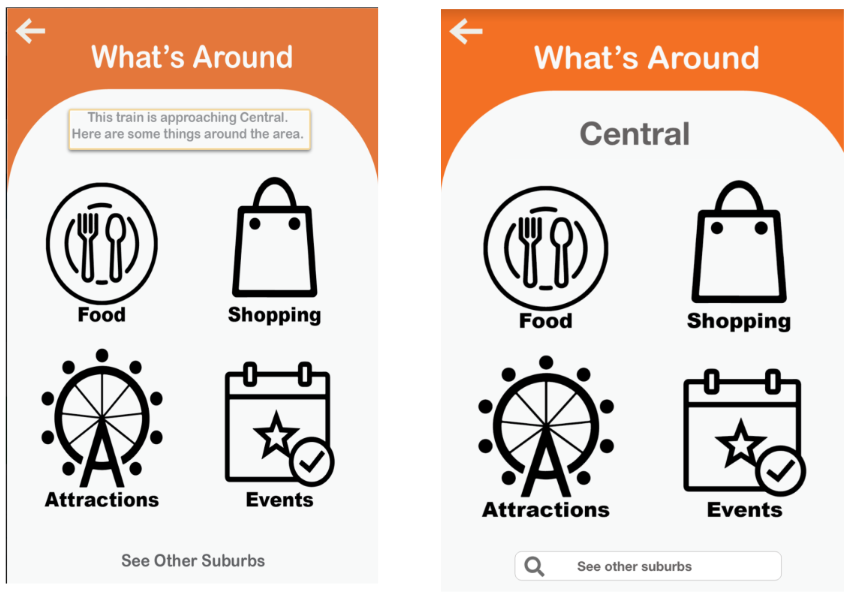 What's Around
This train is approaching Central.
Here are some things around the area.
Food
Shopping
Attractions
Events
See Other Suburbs
What's Around
Central
Food
Shopping
Attractions
Events
See other suburbs